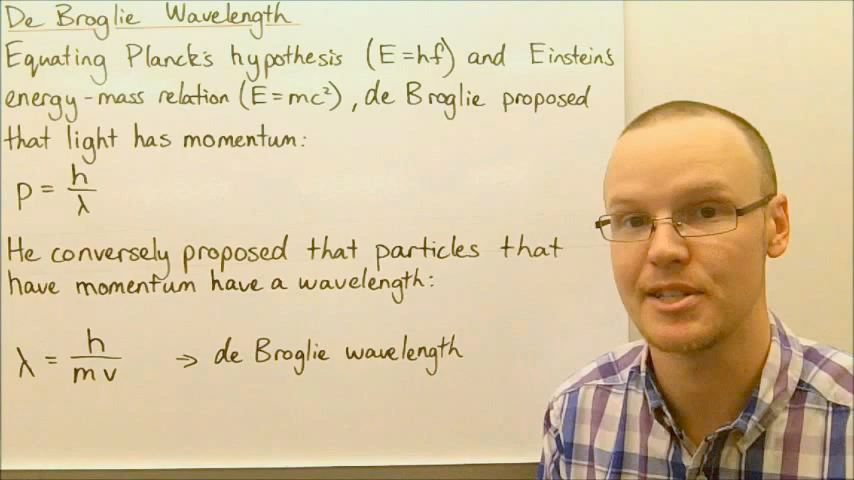 De Broglie Wavelength
Equating Planck's hypothesis (E=hf) and Einstein's
energy-mass relation (E=mc²), de Broglie proposed
that light has momentum:
p = h/λ
He conversely proposed that particles that
have momentum have a wavelength:
λ = h/mv → de Broglie wavelength